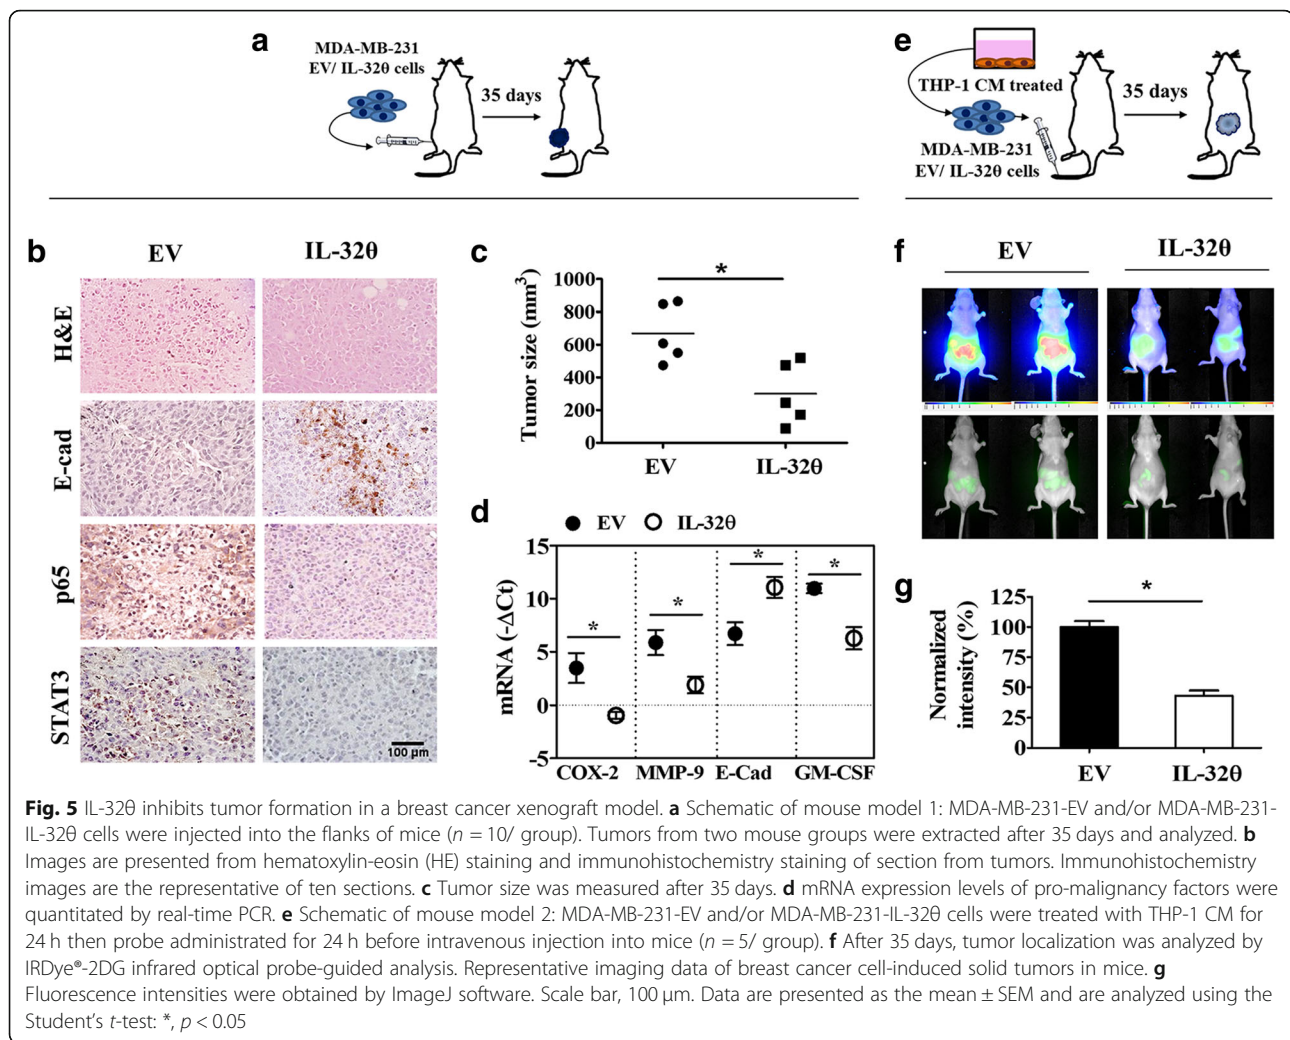 a
MDA-MB-231
EV/ IL-32θ cells
35 days
e
THP-1 CM treated
35 days
MDA-MB-231
EV/ IL-32θ cells
b
EV
IL-32θ
H&E
E-cad
p65
STAT3
100 μm
c
*
Tumor size (mm³)
1000
800
600
400
200
0
EV
IL-32θ
d
EV
IL-32θ
mRNA (-ΔCt)
15
10
5
0
-5
*
*
*
*
COX-2
MMP-9
E-Cad
GM-CSF
f
EV
IL-32θ
g
Normalized
intensity (%)
125
100
75
50
25
0
*
EV
IL-32θ
Fig. 5 IL-32θ inhibits tumor formation in a breast cancer xenograft model. a Schematic of mouse model 1: MDA-MB-231-EV and/or MDA-MB-231-
IL-32θ cells were injected into the flanks of mice (n = 10/ group). Tumors from two mouse groups were extracted after 35 days and analyzed. b
Images are presented from hematoxylin-eosin (HE) staining and immunohistochemistry staining of section from tumors. Immunohistochemistry
images are the representative of ten sections. c Tumor size was measured after 35 days. d mRNA expression levels of pro-malignancy factors were
quantitated by real-time PCR. e Schematic of mouse model 2: MDA-MB-231-EV and/or MDA-MB-231-IL-32θ cells were treated with THP-1 CM for
24 h then probe administrated for 24 h before intravenous injection into mice (n = 5/ group). f After 35 days, tumor localization was analyzed by
IRDye®-2DG infrared optical probe-guided analysis. Representative imaging data of breast cancer cell-induced solid tumors in mice. g
Fluorescence intensities were obtained by ImageJ software. Scale bar, 100 μm. Data are presented as the mean ± SEM and are analyzed using the
Student's t-test: *, p < 0.05